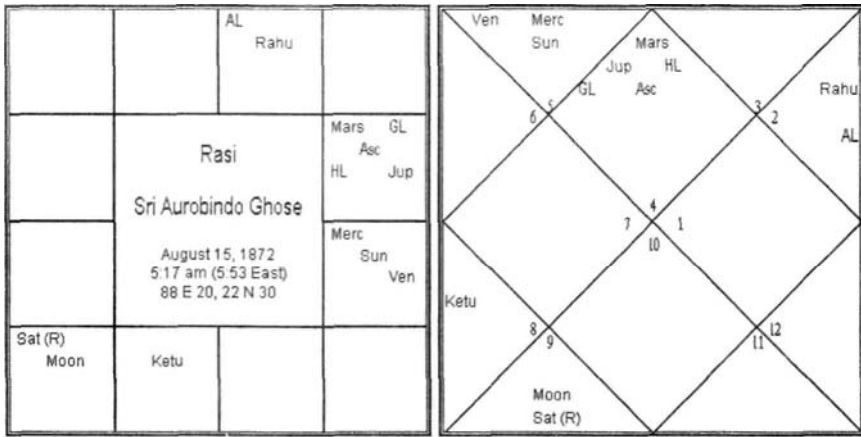 AL
Rahu
Mars GL
Asc
HL Jup
Rasi
Sri Aurobindo Ghose
August 15, 1872
5:17 am (5:53 East)
88 E 20, 22 N 30
Merc
Sun
Ven
Sat (R)
Moon
Ketu
Ven Merc
Sun
Mars
Jup HL
GL Asc
5
6
3
2
Rahu
AL
4
7 1
10
Ketu
8
9
12
11
Moon
Sat (R)